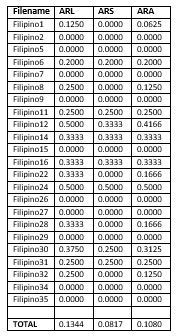 Filename ARL ARS ARA
Filipino1 0.1250 0.0000 0.0625
Filipino2 0.0000 0.0000 0.0000
Filipino5 0.0000 0.0000 0.0000
Filipino6 0.2000 0.2000 0.2000
Filipino7 0.0000 0.0000 0.0000
Filipino8 0.2500 0.0000 0.1250
Filipino9 0.0000 0.0000 0.0000
Filipino11 0.2500 0.2500 0.2500
Filipino12 0.5000 0.3333 0.4166
Filipino14 0.3333 0.3333 0.3333
Filipino15 0.0000 0.0000 0.0000
Filipino16 0.3333 0.3333 0.3333
Filipino22 0.3333 0.0000 0.1666
Filipino24 0.5000 0.5000 0.5000
Filipino26 0.0000 0.0000 0.0000
Filipino27 0.0000 0.0000 0.0000
Filipino28 0.3333 0.0000 0.1666
Filipino29 0.0000 0.0000 0.0000
Filipino30 0.3750 0.2500 0.3125
Filipino31 0.2500 0.2500 0.2500
Filipino32 0.2500 0.0000 0.1250
Filipino34 0.0000 0.0000 0.0000
Filipino35 0.0000 0.0000 0.0000
TOTAL 0.1344 0.0817 0.1080